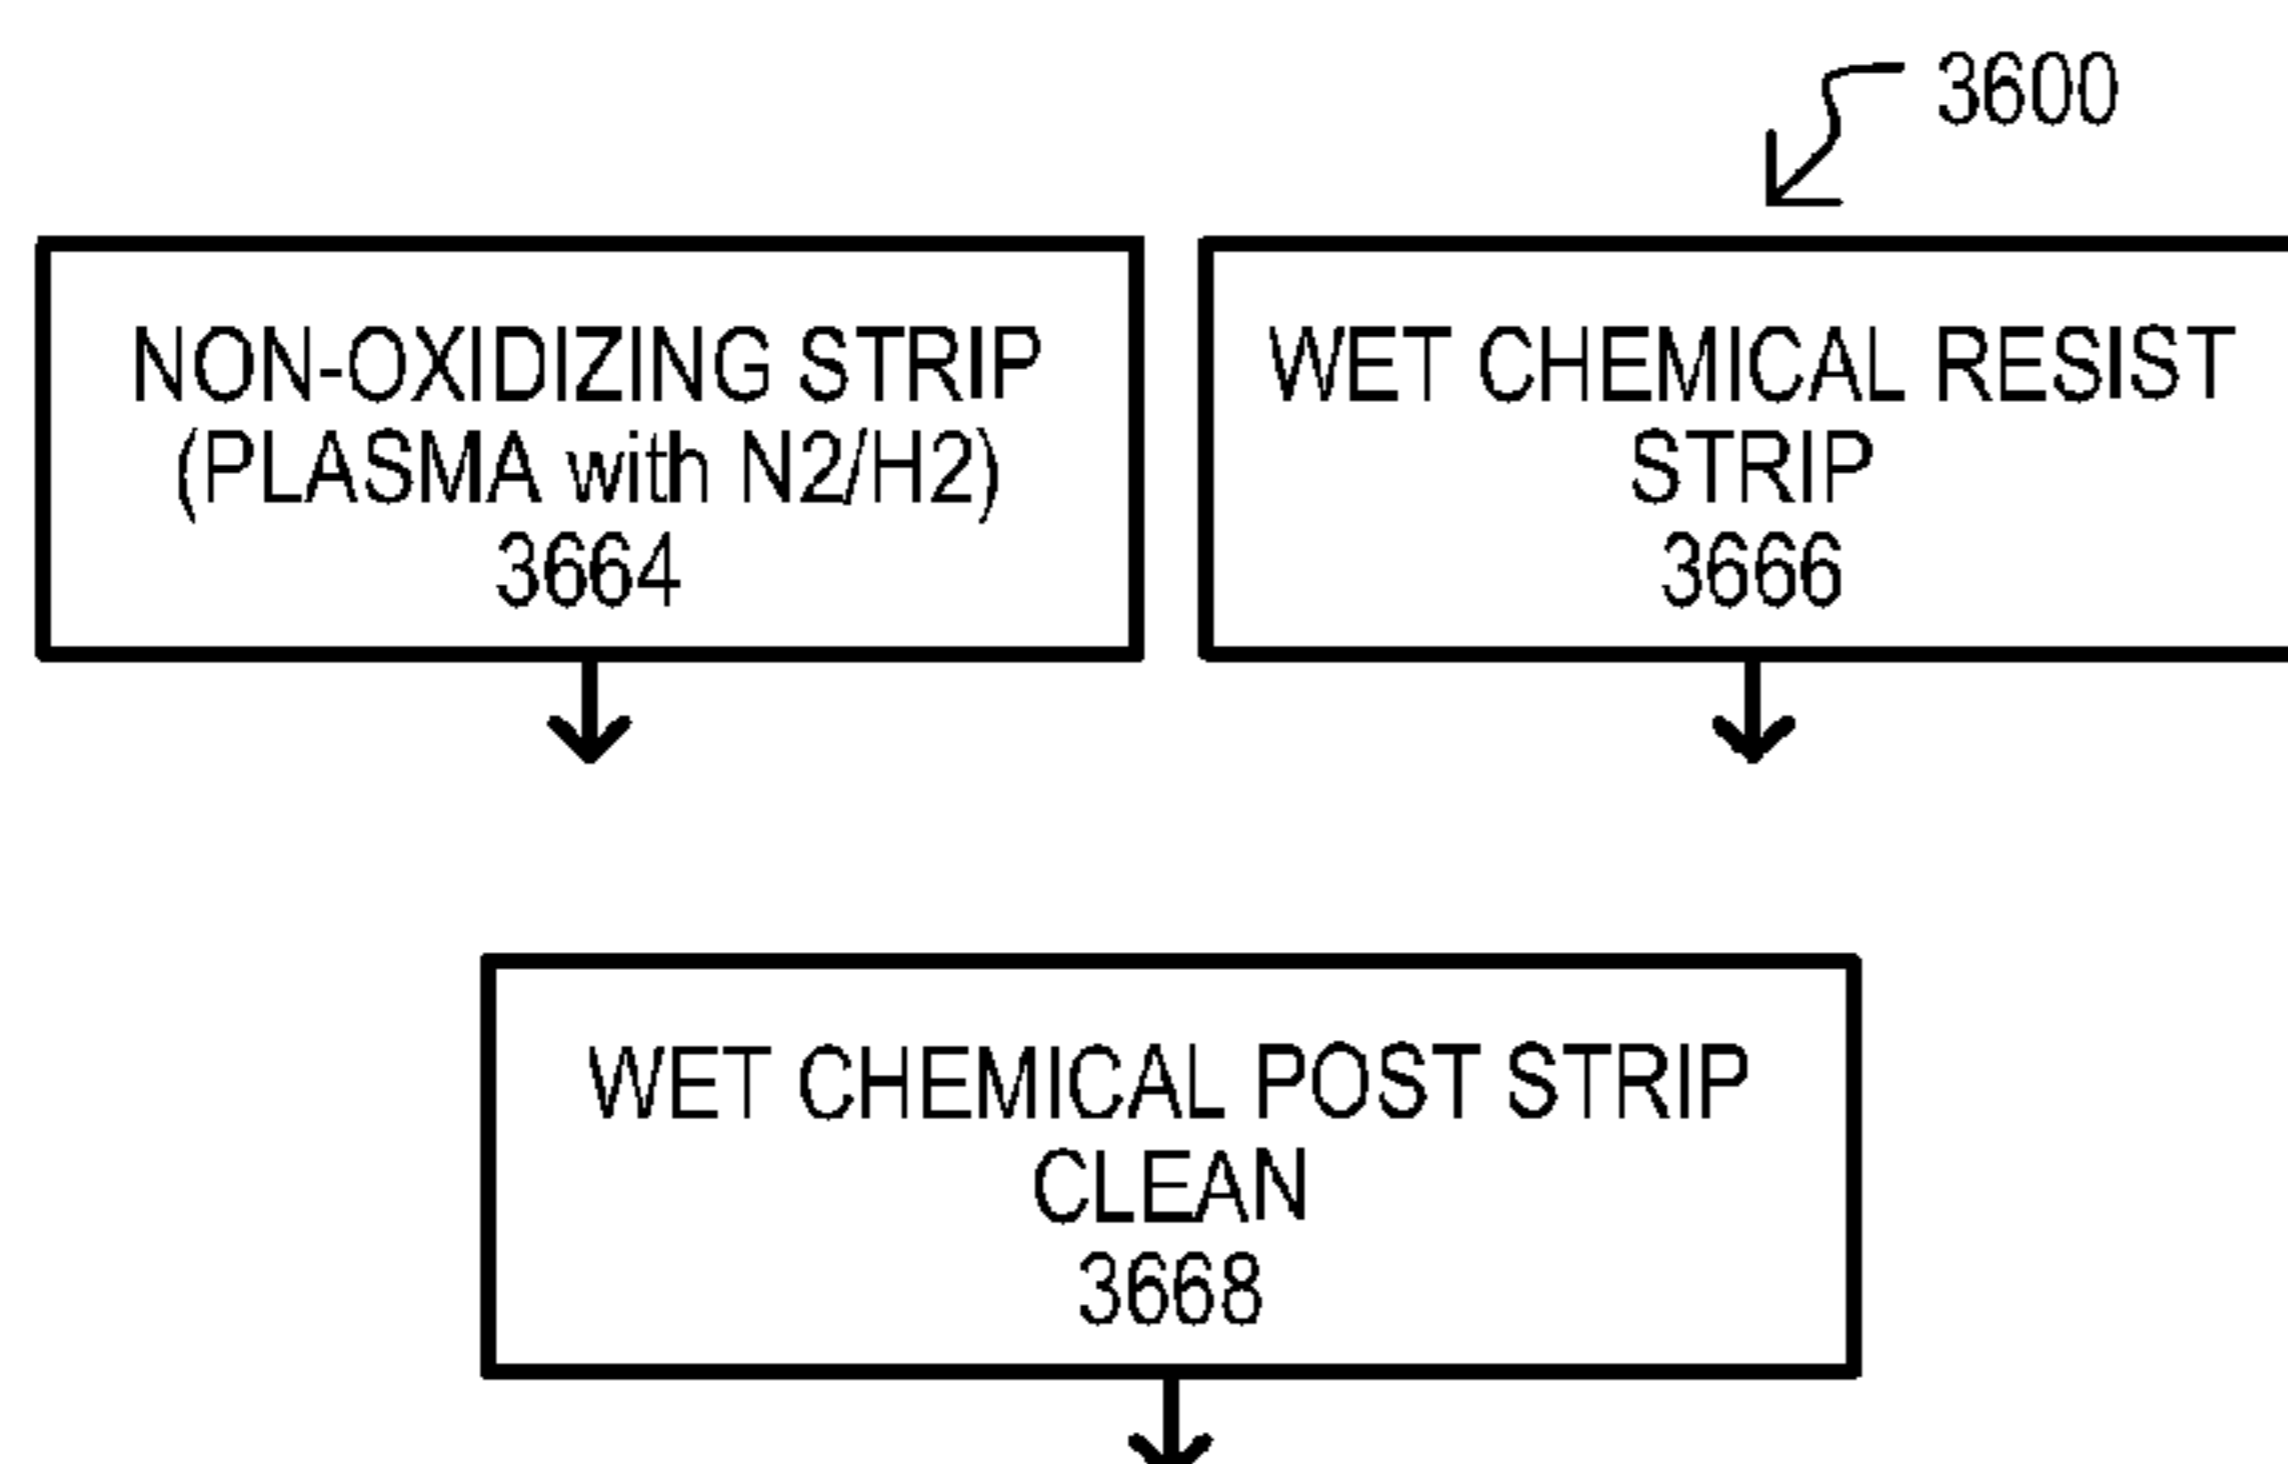 3600
NON-OXIDIZING STRIP
(PLASMA with N2/H2)
3664
WET CHEMICAL RESIST
STRIP
3666
WET CHEMICAL POST STRIP
CLEAN
3668